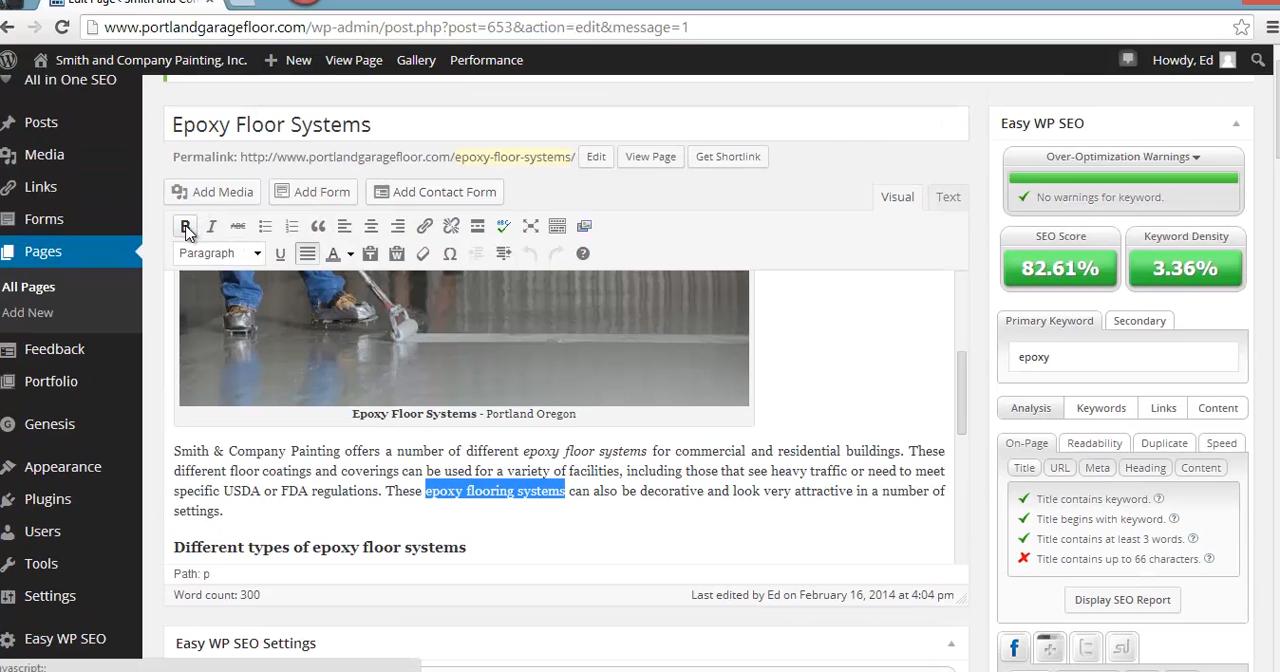 www.portlandgaragefloor.com/wp-admin/post.php?post=653&action=edit&message=1
Smith and Company Painting, Inc. New View Page Gallery Performance Howdy, Ed
All in One SEO
Posts
Media
Links
Forms
Pages
All Pages
Add New
Feedback
Portfolio
Genesis
Appearance
Plugins
Users
Tools
Settings
Easy WP SEO
Epoxy Floor Systems
Permalink: http://www.portlandgaragefloor.com/epoxy-floor-systems/ Edit View Page Get Shortlink
Add Media Add Form Add Contact Form Visual Text
B I ABC
Paragraph U A
Epoxy Floor Systems - Portland Oregon
Smith & Company Painting offers a number of different epoxy floor systems for commercial and residential buildings. These
different floor coatings and coverings can be used for a variety of facilities, including those that see heavy traffic or need to meet
specific USDA or FDA regulations. These epoxy flooring systems can also be decorative and look very attractive in a number of
settings.
Different types of epoxy floor systems
Path: p
Word count: 300 Last edited by Ed on February 16, 2014 at 4:04 pm
Easy WP SEO Settings
Easy WP SEO
Over-Optimization Warnings
No warnings for keyword.
SEO Score Keyword Density
82.61% 3.36%
Primary Keyword Secondary
epoxy
Analysis Keywords Links Content
On-Page Readability Duplicate Speed
Title URL Meta Heading Content
Title contains keyword.
Title begins with keyword.
Title contains at least 3 words.
Title contains up to 66 characters.
Display SEO Report